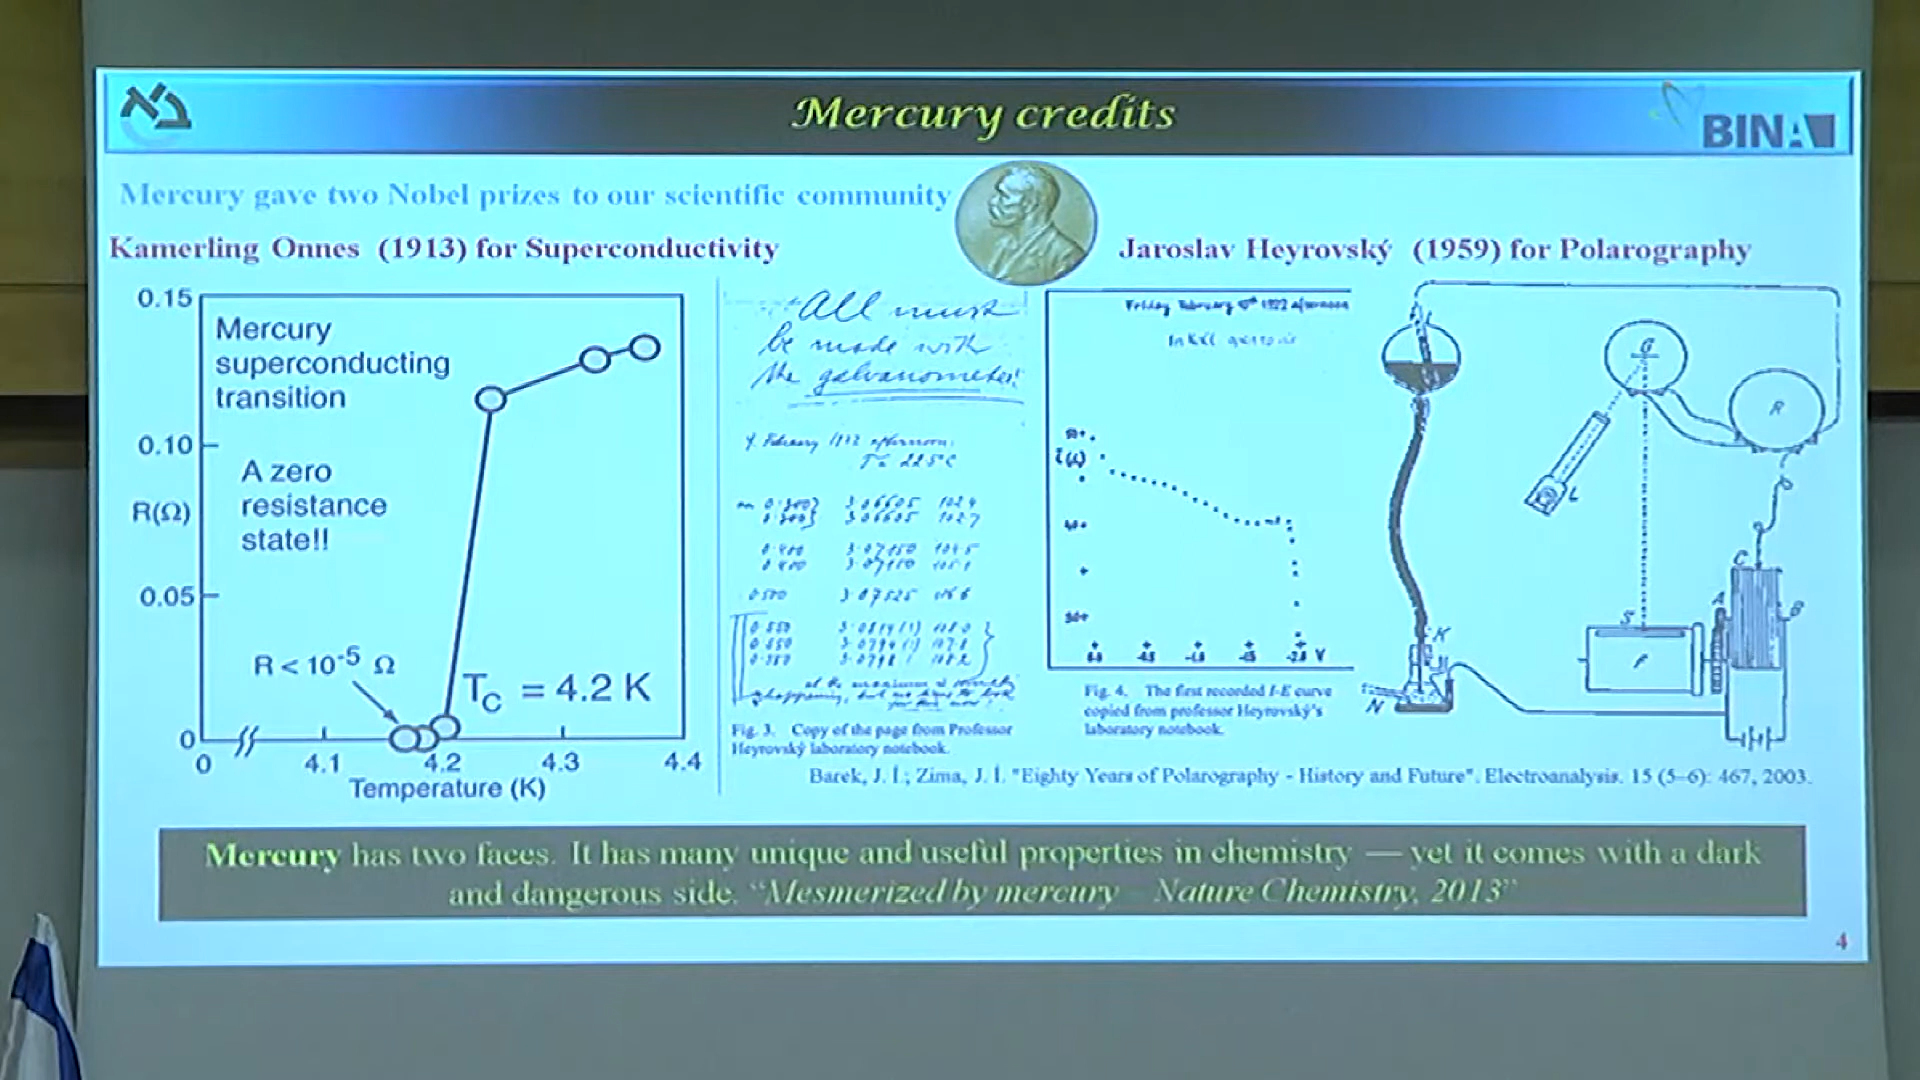 בא
Mercury credits
BINA
Mercury gave two Nobel prizes to our scientific community
Kamerling Onnes (1913) for Superconductivity
Jaroslav Heyrovský (1959) for Polarography
0.15
Mercury
superconducting
transition
0.10
A zero
resistance
state!!
R(Ω)
0.05
R < 10-5 Ω
TC = 4.2 K
0
0 4.1 4.2 4.3 4.4
Temperature (K)
All must
be made with
the galvanometer!
Fig. 3. Copy of the page from Professor
Heyrovský laboratory notebook.
Friday February 10th 1922 afternoon
i
V
Fig. 4. The first recorded I-E curve
copied from professor Heyrovský's
laboratory notebook.
G
R
L
C
A
B
S
K
N
Barek, J. Í.; Zima, J. Í. "Eighty Years of Polarography - History and Future". Electroanalysis. 15 (5–6): 467, 2003.
Mercury has two faces. It has many unique and useful properties in chemistry — yet it comes with a dark
and dangerous side. “Mesmerized by mercury – Nature Chemistry, 2013”
4